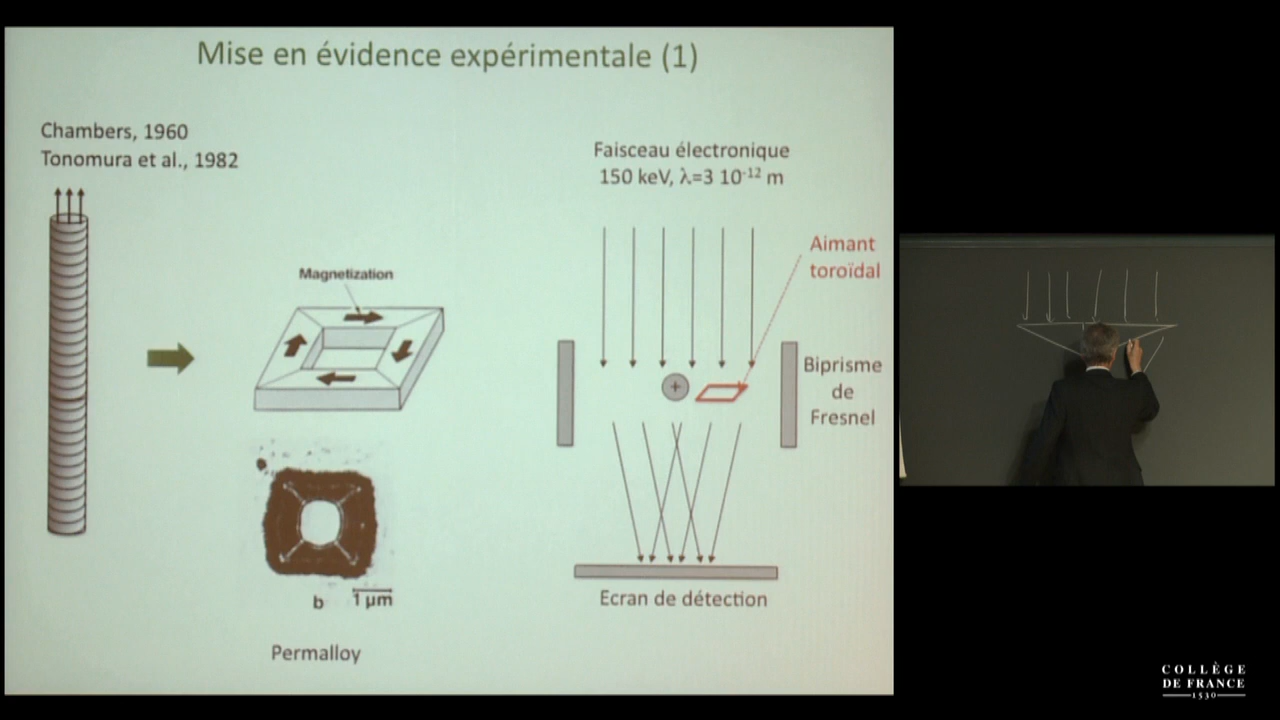 Mise en évidence expérimentale (1)
Chambers, 1960
Tonomura et al., 1982
Magnetization
b 1 μm
Permalloy
Faisceau électronique
150 keV, λ=3 10⁻¹² m
Aimant
toroïdal
+
Biprisme
de
Fresnel
Ecran de détection
COLLÈGE
DE FRANCE
1530